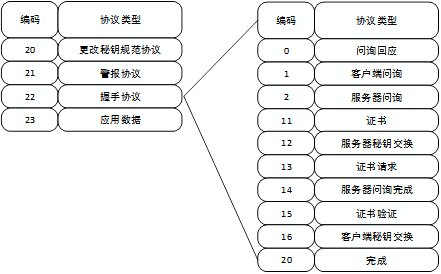 编码 协议类型
20 更改秘钥规范协议
21 警报协议
22 握手协议
23 应用数据
编码 协议类型
0 问询回应
1 客户端问询
2 服务器问询
11 证书
12 服务器秘钥交换
13 证书请求
14 服务器问询完成
15 证书验证
16 客户端秘钥交换
20 完成